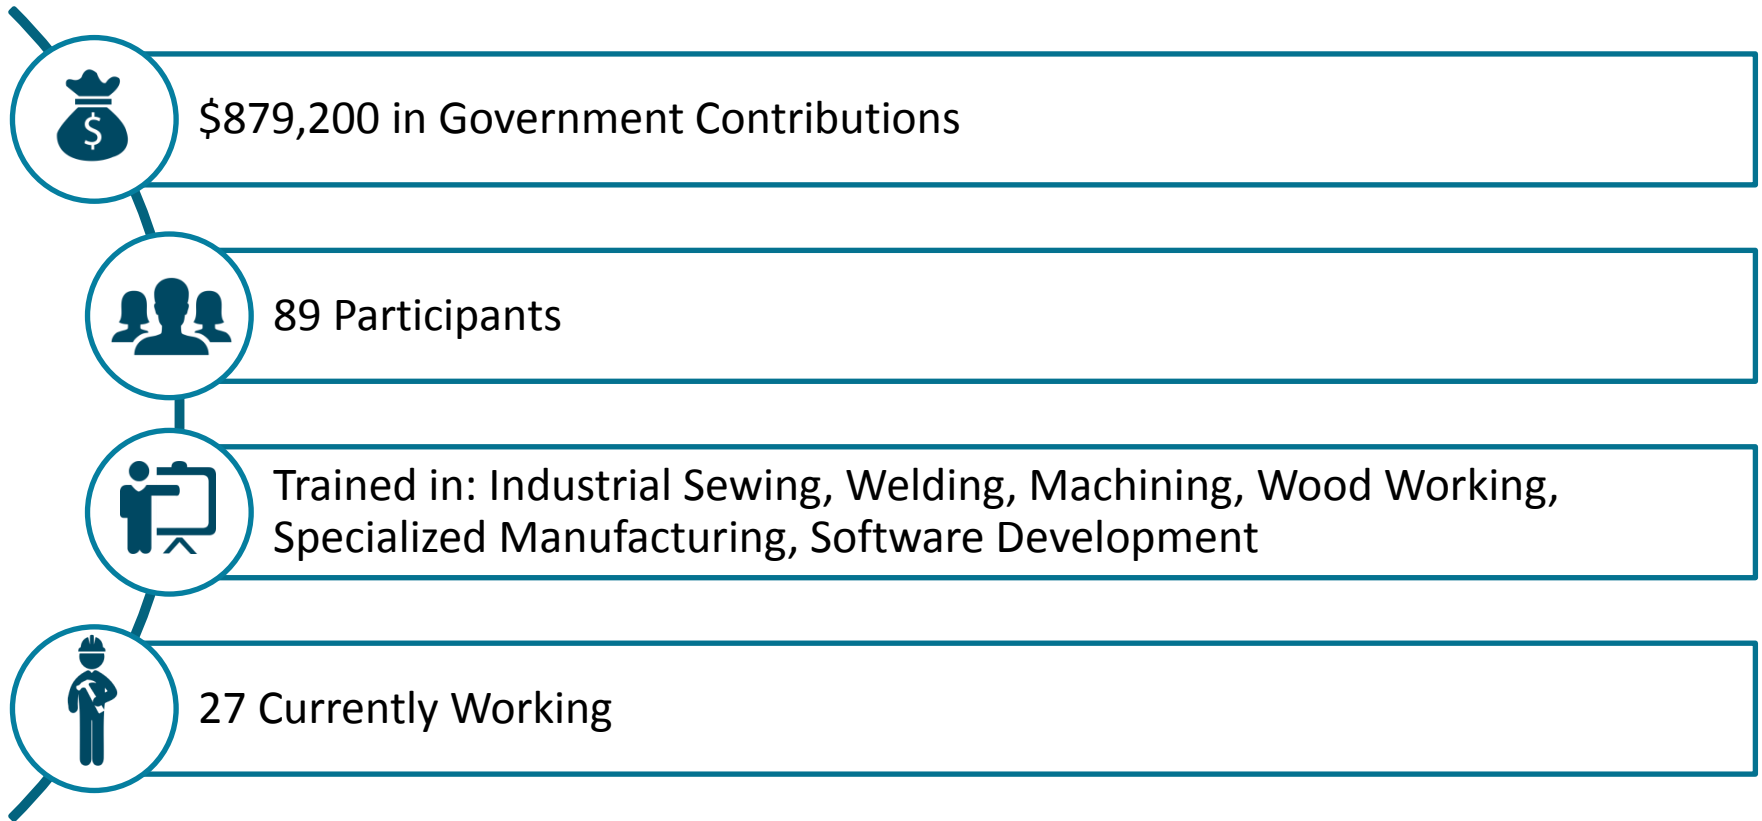 $
$879,200 in Government Contributions
89 Participants
Trained in: Industrial Sewing, Welding, Machining, Wood Working,
Specialized Manufacturing, Software Development
27 Currently Working